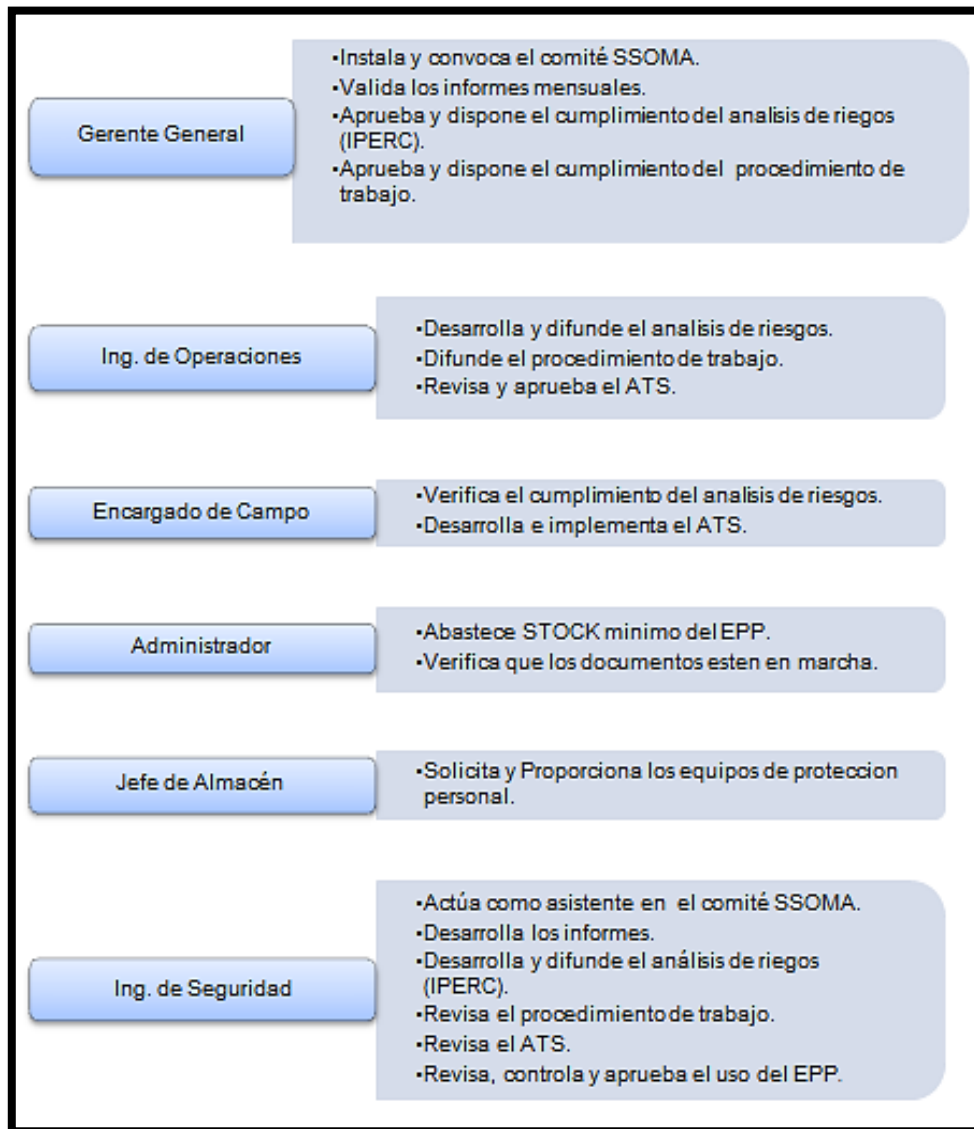 Gerente General
•Instala y convoca el comité SSOMA.
•Valida los informes mensuales.
•Aprueba y dispone el cumplimiento del analisis de riegos
(IPERC).
•Aprueba y dispone el cumplimiento del procedimiento de
trabajo.
Ing. de Operaciones
•Desarrolla y difunde el analisis de riesgos.
•Difunde el procedimiento de trabajo.
•Revisa y aprueba el ATS.
Encargado de Campo
•Verifica el cumplimiento del analisis de riesgos.
•Desarrolla e implementa el ATS.
Administrador
•Abastece STOCK minimo del EPP.
•Verifica que los documentos esten en marcha.
Jefe de Almacén
•Solicita y Proporciona los equipos de proteccion
personal.
Ing. de Seguridad
•Actúa como asistente en el comité SSOMA.
•Desarrolla los informes.
•Desarrolla y difunde el análisis de riegos
(IPERC).
•Revisa el procedimiento de trabajo.
•Revisa el ATS.
•Revisa, controla y aprueba el uso del EPP.